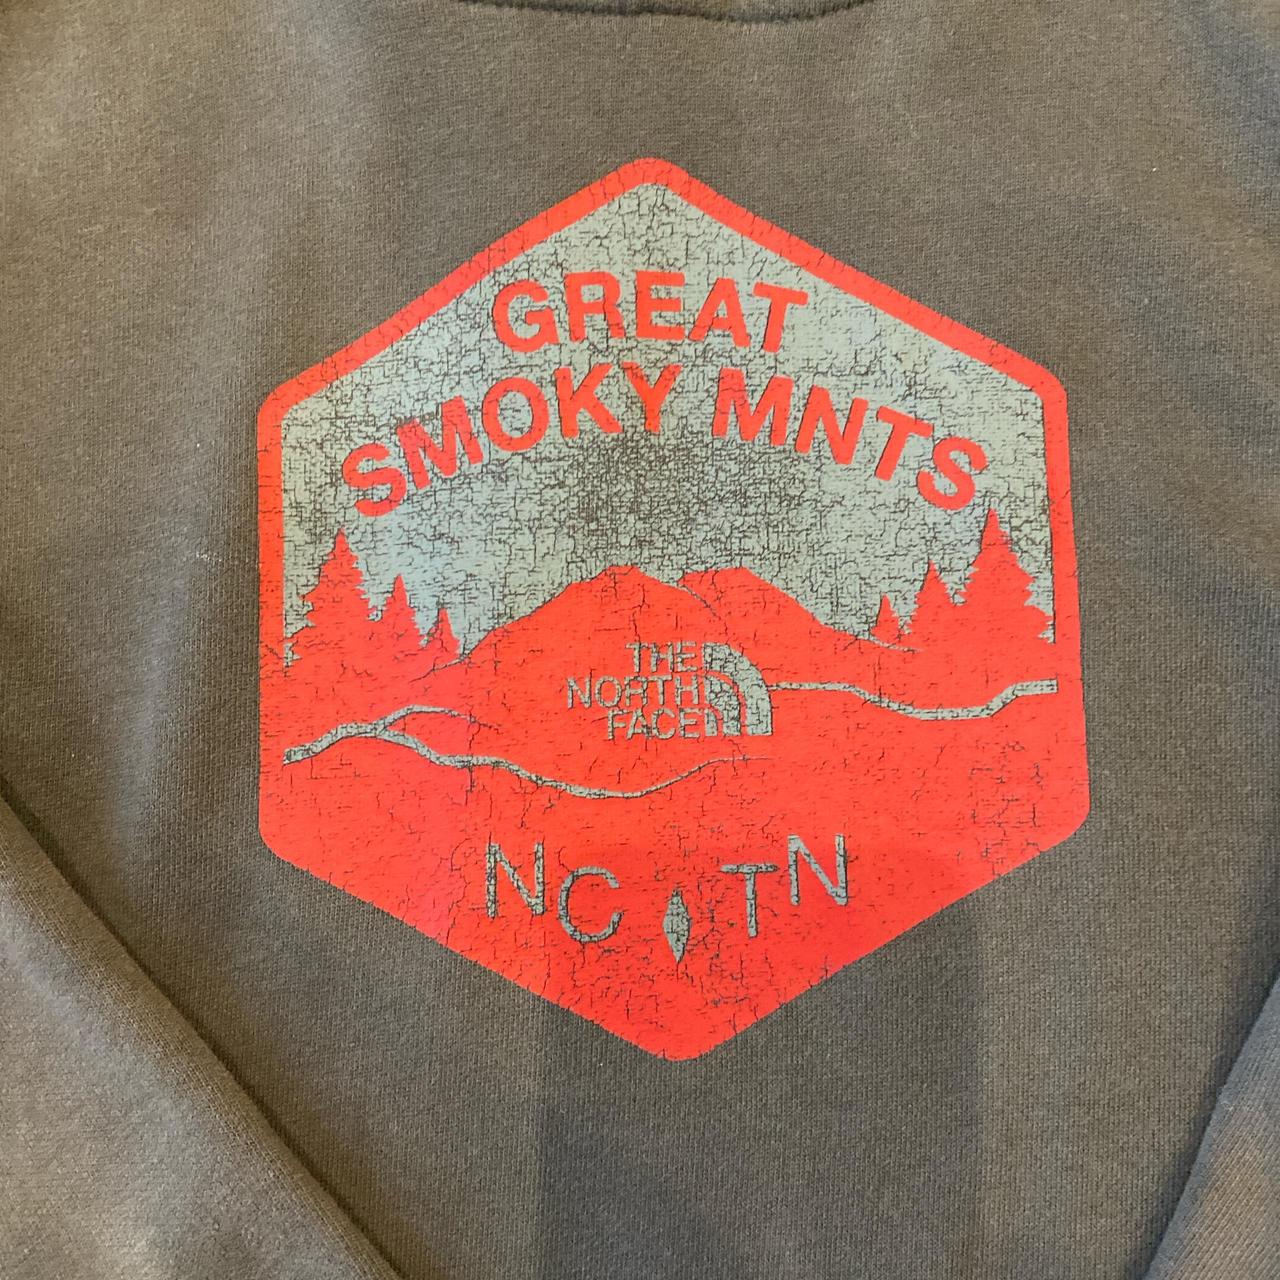 GREAT
SMOKY MNTS
THE
NORTH
FACE
NC TN